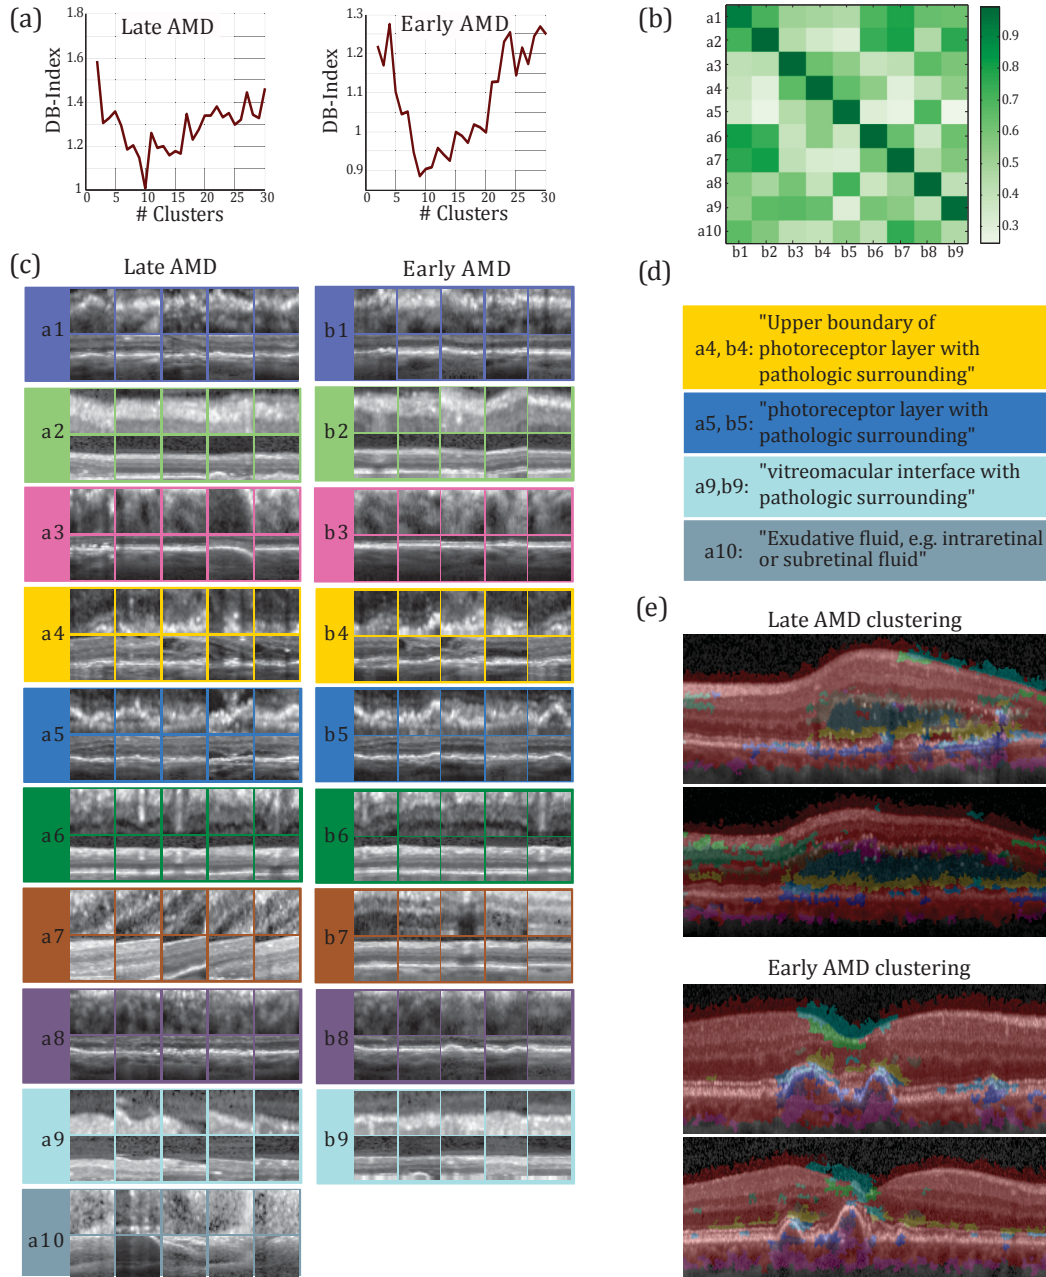 (a)
Late AMD
DB-Index
1.8
1.6
1.4
1.2
1
0
5
10
15
20
25
30
# Clusters
Early AMD
DB-Index
1.3
1.2
1.1
1
0.9
0
5
10
15
20
25
30
# Clusters
(b)
a1
a2
a3
a4
a5
a6
a7
a8
a9
a10
b1 b2 b3 b4 b5 b6 b7 b8 b9
0.9
0.8
0.7
0.6
0.5
0.4
0.3
(c)
Late AMD
a1
a2
a3
a4
a5
a6
a7
a8
a9
a10
Early AMD
b1
b2
b3
b4
b5
b6
b7
b8
b9
(d)
a4, b4: "Upper boundary of
photoreceptor layer with
pathologic surrounding"
a5, b5: "photoreceptor layer with
pathologic surrounding"
a9,b9: "vitreomacular interface with
pathologic surrounding"
a10: "Exudative fluid, e.g. intraretinal
or subretinal fluid"
(e)
Late AMD clustering
Early AMD clustering